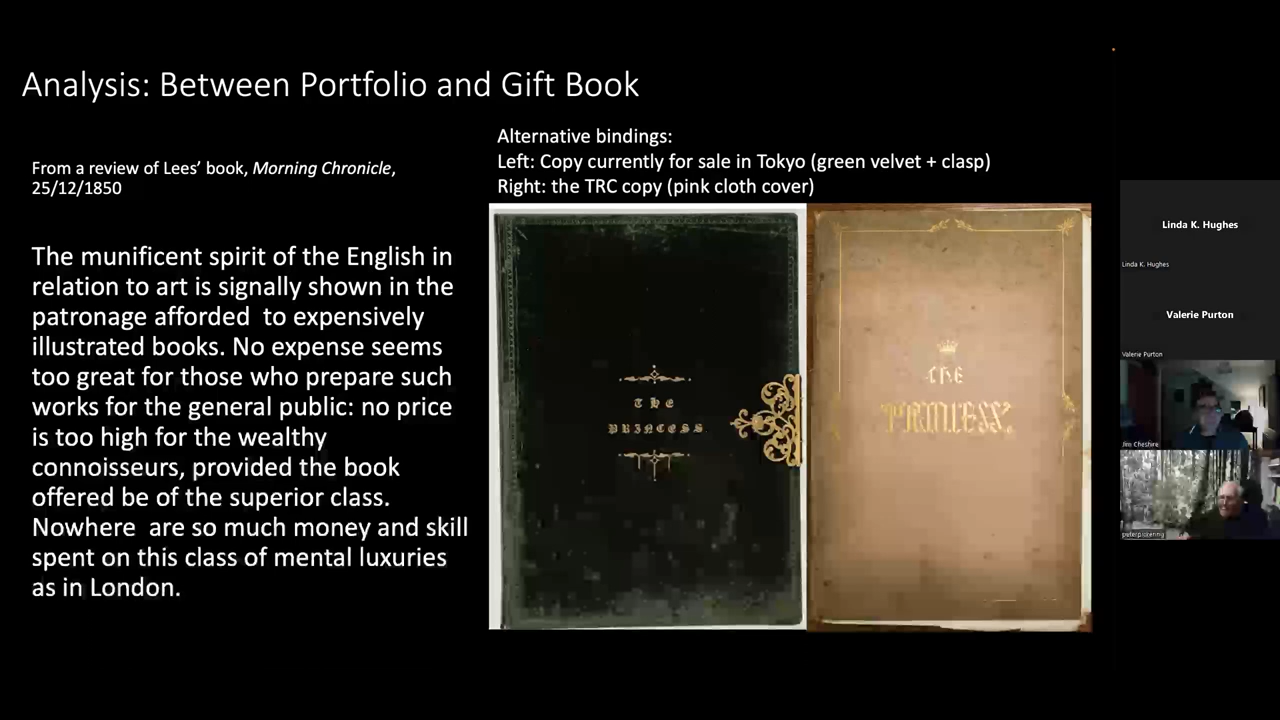 Analysis: Between Portfolio and Gift Book
From a review of Lees’ book, Morning Chronicle,
25/12/1850
The munificent spirit of the English in
relation to art is signally shown in the
patronage afforded  to expensively
illustrated books. No expense seems
too great for those who prepare such
works for the general public: no price
is too high for the wealthy
connoisseurs, provided the book
offered be of the superior class.
Nowhere  are so much money and skill
spent on this class of mental luxuries
as in London.
Alternative bindings:
Left: Copy currently for sale in Tokyo (green velvet + clasp)
Right: the TRC copy (pink cloth cover)
THE
PRINCESS
THE
PRINCESS
Linda K. Hughes
Linda K. Hughes
Valerie Purton
Valerie Purton
Jim Cheshire